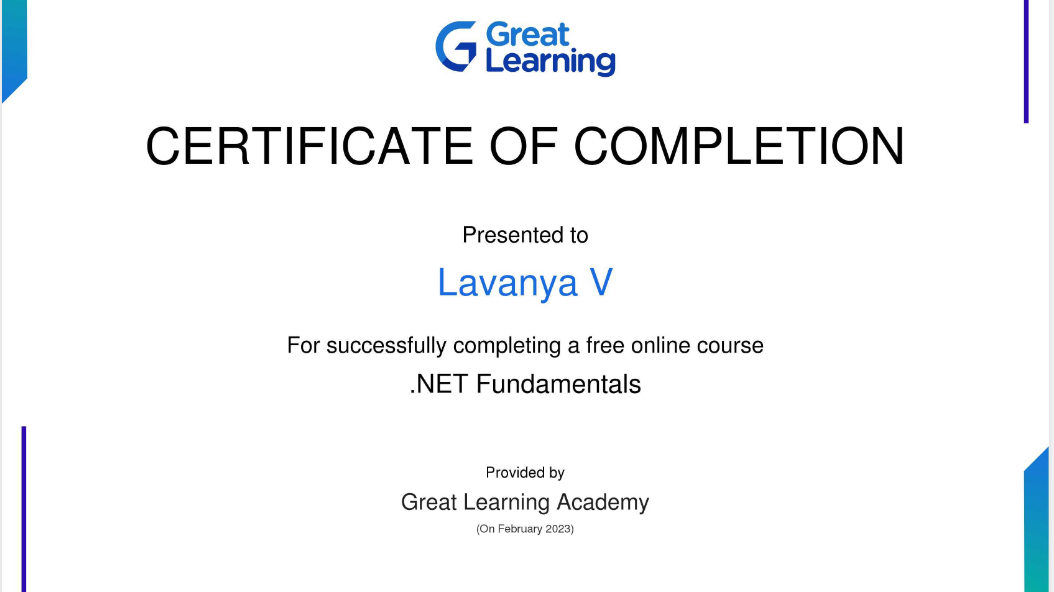 Great
Learning
CERTIFICATE OF COMPLETION
Presented to
Lavanya V
For successfully completing a free online course
.NET Fundamentals
Provided by
Great Learning Academy
(On February 2023)